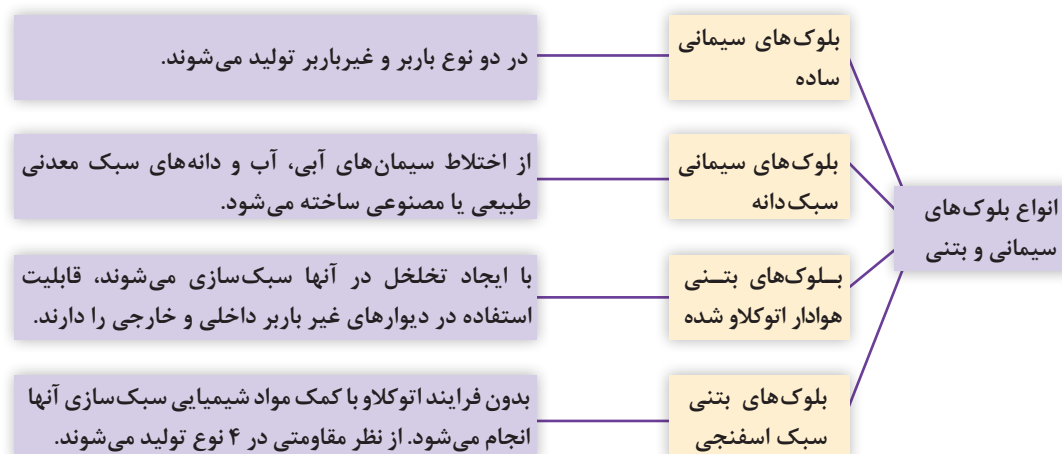 انواع بلوک‌های
سیمانی و بتنی
بلوک‌های سیمانی
ساده
در دو نوع باربر و غیرباربر تولید می‌شوند.
بلوک‌های سیمانی
سبک‌دانه
از اختلاط سیمان‌های آبی، آب و دانه‌های سبک معدنی
طبیعی یا مصنوعی ساخته می‌شود.
بــلوک‌های بتــنی
هوادار اتوکلاو شده
با ایجاد تخلخل در آنها سبک‌سازی می‌شوند، قابلیت
استفاده در دیوارهای غیر باربر داخلی و خارجی را دارند.
بلوک‌های بتنی
سبک اسفنجی
بدون فرایند اتوکلاو با کمک مواد شیمیایی سبک‌سازی آنها
انجام می‌شود. از نظر مقاومتی در ۴ نوع تولید می‌شوند.